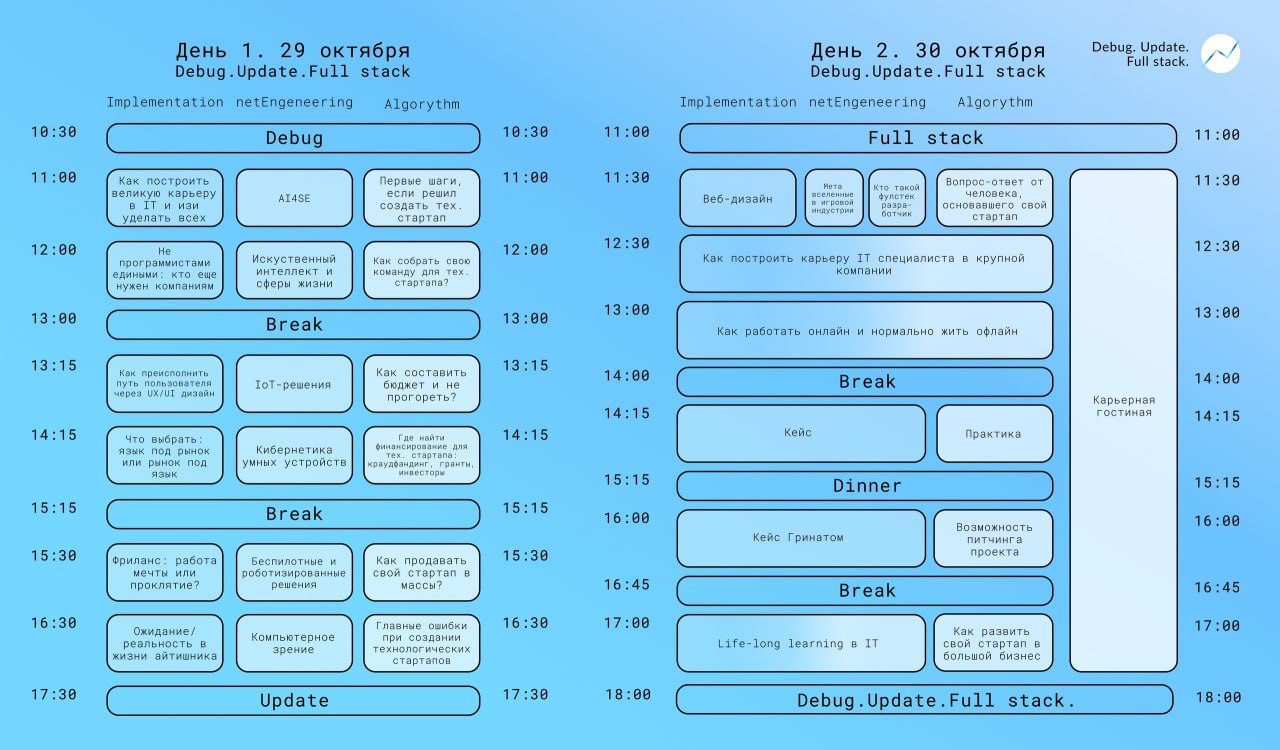 День 1. 29 октября
Debug.Update.Full stack
Implementation netEngeneering Algorythm
10:30 Debug 10:30
11:00
Как построить
великую карьеру
в IT и изи
уделать всех
AI4SE
Первые шаги,
если решил
создать тех.
стартап
11:00
12:00
Не
программистами
едиными: кто еще
нужен компаниям
Искуственный
интеллект и
сферы жизни
Как собрать свою
команду для тех.
стартапа?
12:00
13:00 Break 13:00
13:15
Как преисполнить
путь пользователя
через UX/UI дизайн
IoT-решения
Как составить
бюджет и не
прогореть?
13:15
14:15
Что выбрать:
язык под рынок
или рынок под
язык
Кибернетика
умных устройств
Где найти
финансирование для
тех. стартапа:
краудфандинг, гранты,
инвесторы
14:15
15:15 Break 15:15
15:30
Фриланс: работа
мечты или
проклятие?
Беспилотные и
роботизированные
решения
Как продавать
свой стартап в
массы?
15:30
16:30
Ожидание/
реальность в
жизни айтишника
Компьютерное
зрение
Главные ошибки
при создании
технологических
стартапов
16:30
17:30 Update 17:30
День 2. 30 октября
Debug.Update.Full stack
Debug. Update.
Full stack.
Implementation netEngeneering Algorythm
11:00 Full stack 11:00
11:30
Веб-дизайн
Мета
вселенные
в игровой
индустрии
Кто такой
фулстек
разра-
ботчик
Вопрос-ответ от
человека,
основавшего свой
стартап
11:30
12:30
Как построить карьеру IT специалиста в крупной
компании
12:30
13:00
Как работать онлайн и нормально жить офлайн
13:00
14:00 Break 14:00
Карьерная
гостиная
14:15 Кейс Практика 14:15
15:15 Dinner 15:15
16:00
Кейс Гринатом
Возможность
питчинга
проекта
16:00
16:45 Break 16:45
17:00
Life-long learning в IT
Как развить
свой стартап в
большой бизнес
17:00
18:00 Debug.Update.Full stack. 18:00